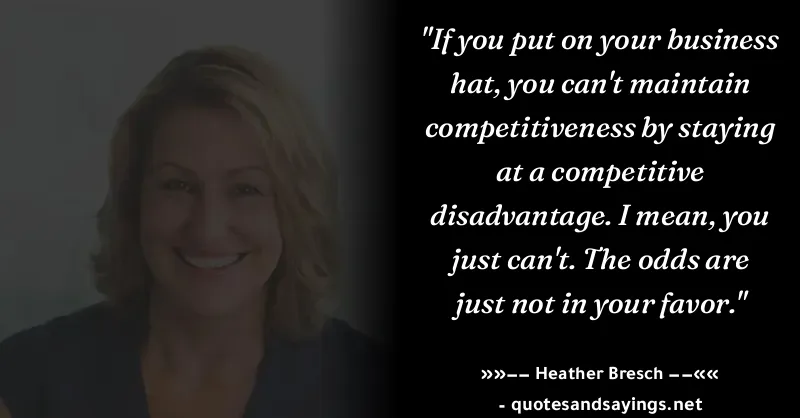 "If you put on your business
hat, you can't maintain
competitiveness by staying
at a competitive
disadvantage. I mean, you
just can't. The odds are
just not in your favor."
»»−− Heather Bresch −−««
- quotesandsayings.net